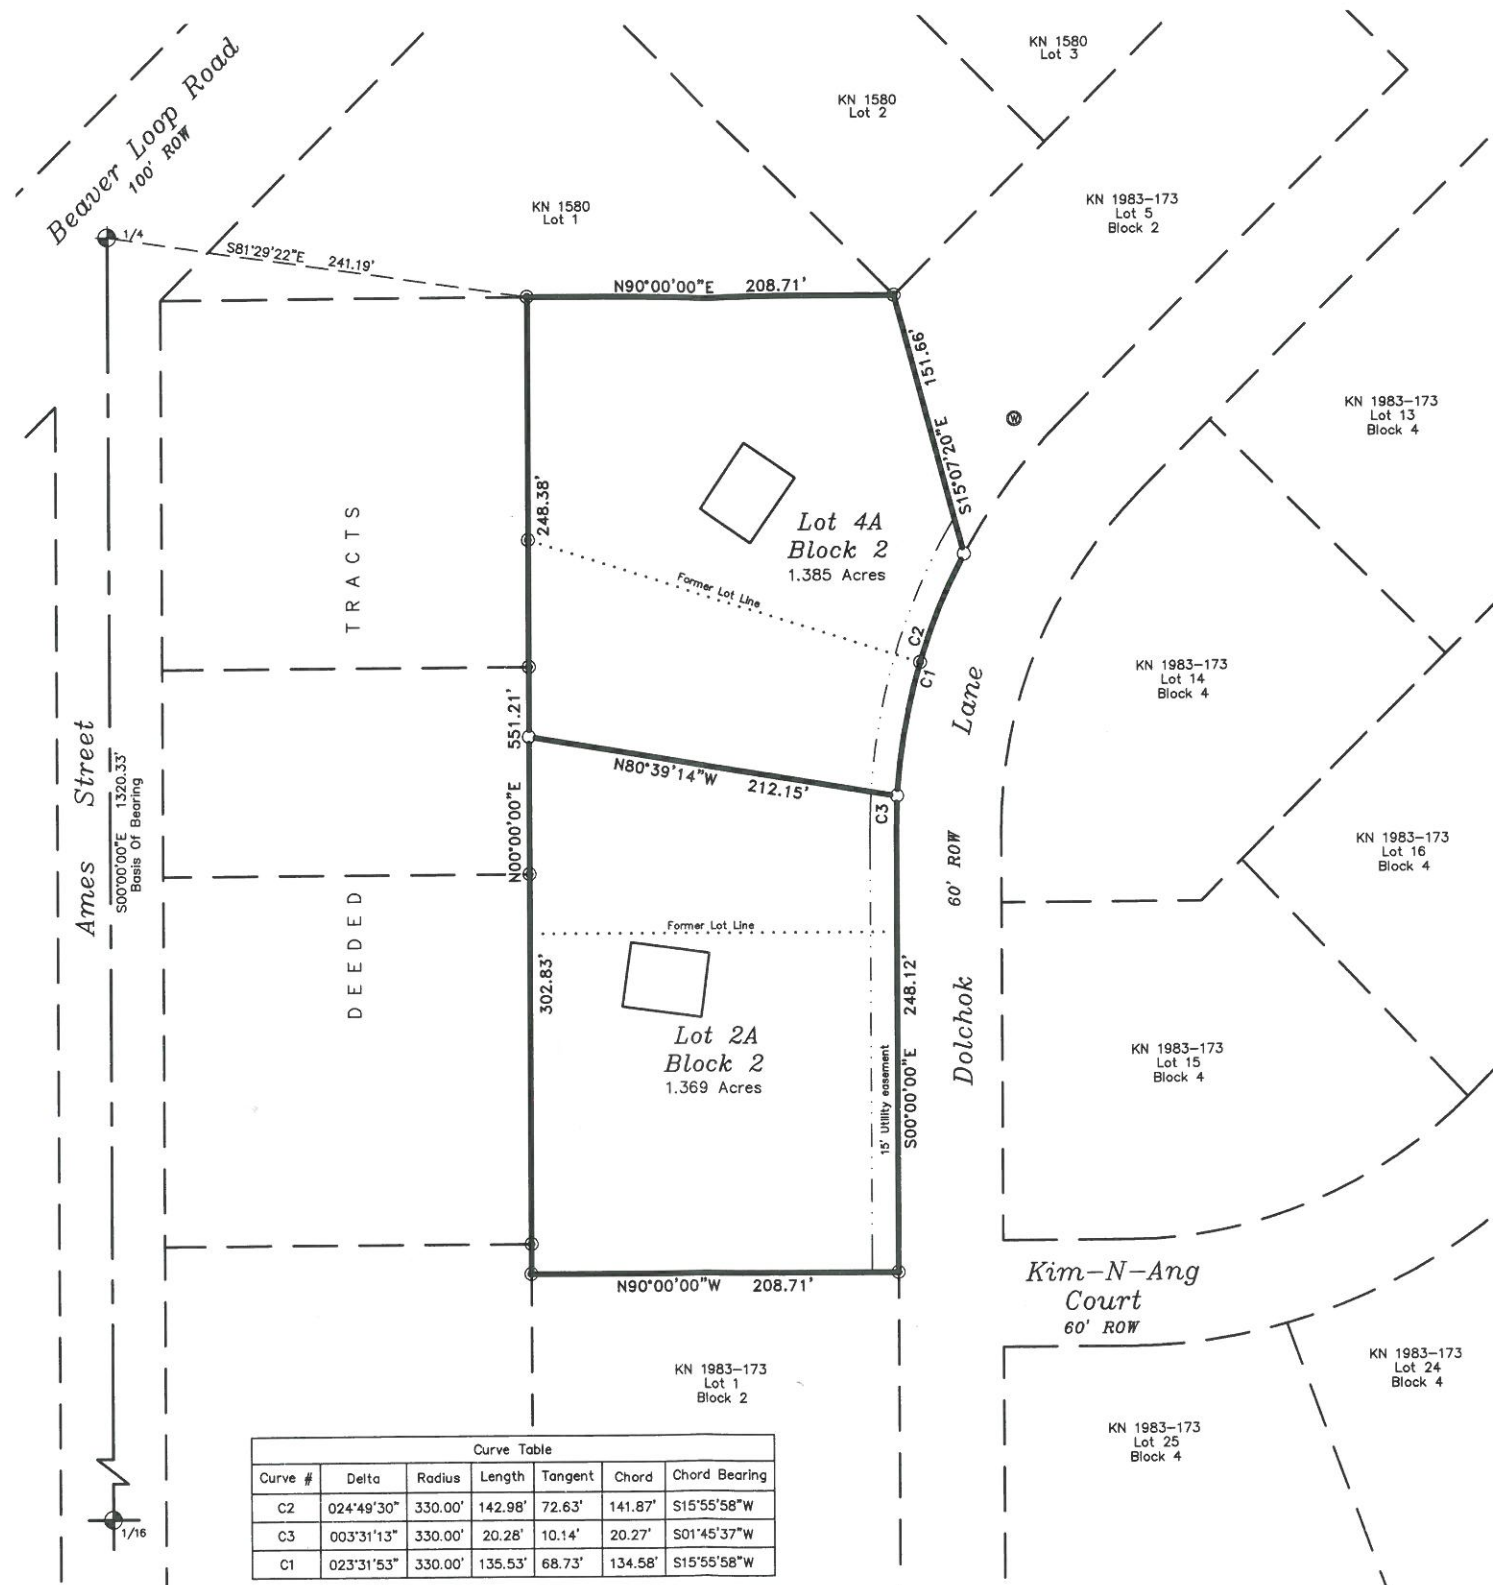 KN 1580
Lot 3
KN 1580
Lot 2
Beaver Loop Road
100' ROW
KN 1580
Lot 1
KN 1983-173
Lot 5
Block 2
1/4
S81°29'22"E 241.19'
N90°00'00"E 208.71'
S15°07'20"E 151.66'
W
KN 1983-173
Lot 13
Block 4
248.38'
Lot 4A
Block 2
1.385 Acres
DEEDED TRACTS
Former Lot Line
C2
C1
KN 1983-173
Lot 14
Block 4
Ames Street
S00°00'00"E 1320.33'
Basis Of Bearing
N00°00'00"E 551.21'
N80°39'14"W 212.15'
C3
Dolchok Lane
60' ROW
KN 1983-173
Lot 16
Block 4
Former Lot Line
302.83'
S00°00'00"E 248.12'
15' Utility easement
Lot 2A
Block 2
1.369 Acres
KN 1983-173
Lot 15
Block 4
N90°00'00"W 208.71'
Kim-N-Ang
Court
60' ROW
KN 1983-173
Lot 1
Block 2
KN 1983-173
Lot 24
Block 4
KN 1983-173
Lot 25
Block 4
Curve Table
Curve # Delta Radius Length Tangent Chord Chord Bearing
C2 024°49'30" 330.00' 142.98' 72.63' 141.87' S15°55'58"W
C3 003°31'13" 330.00' 20.28' 10.14' 20.27' S01°45'37"W
C1 023°31'53" 330.00' 135.53' 68.73' 134.58' S15°55'58"W
1/16